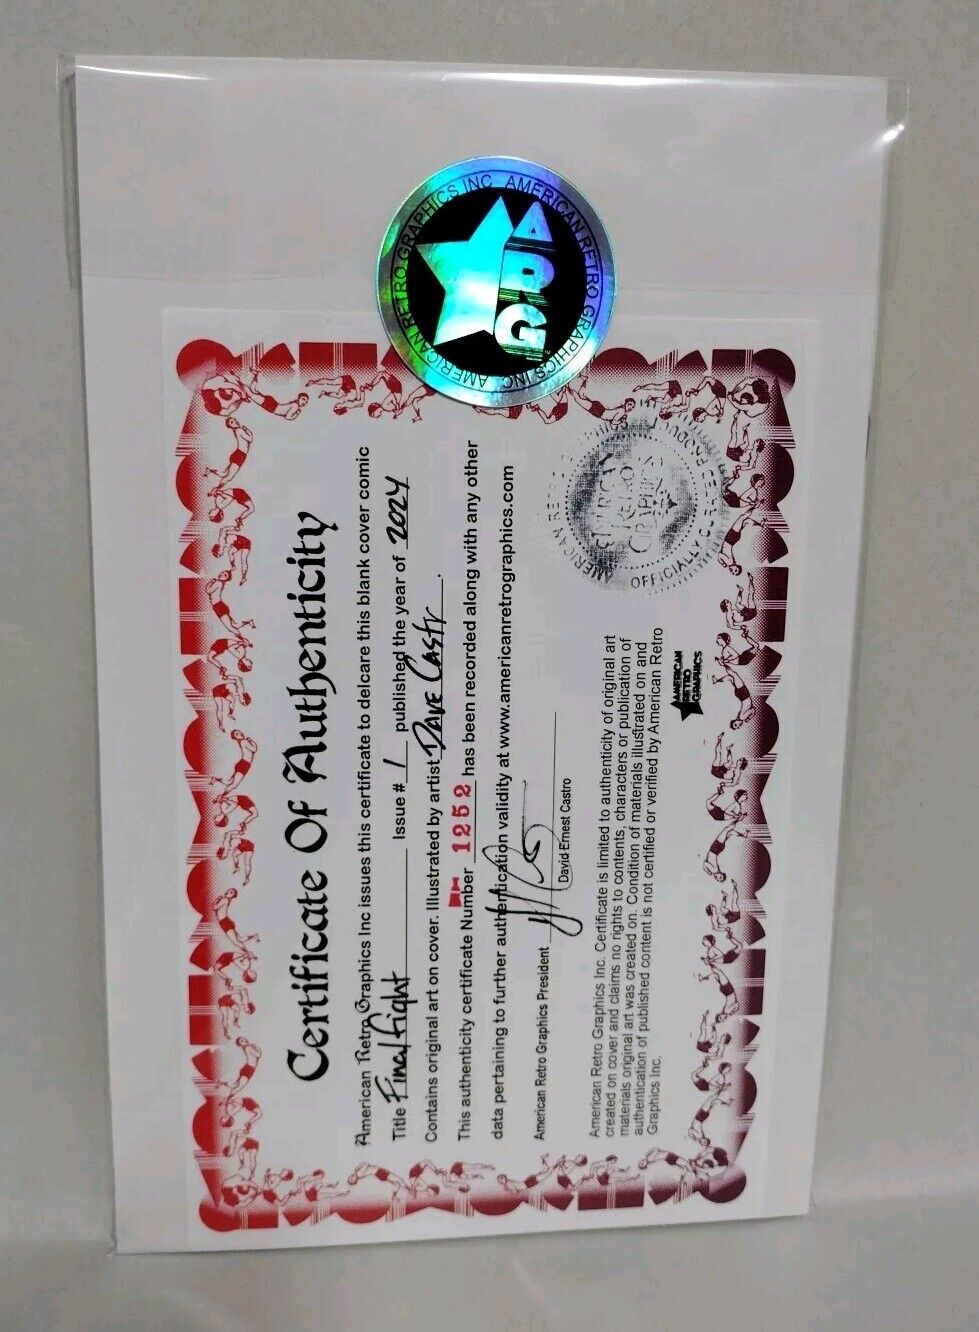 AMERICAN RETRO GRAPHICS INC. AMERICAN RETRO GRAPHICS INC.
ARG
Certificate Of Authenticity
American Retro Graphics Inc issues this certificate to delcare this blank cover comic
Title Final Fight Issue # 1 published the year of 2024
Contains original art on cover. Illustrated by artist Dave Castr.
This authenticity certificate Number 1252 has been recorded along with any other
data pertaining to further authentication validity at www.americanretrographics.com
American Retro Graphics President
David Ernest Castro
American Retro Graphics Inc. Certificate is limited to authenticity of original art
created on cover and claims no rights to contents, characters or publication of
materials original art was created on. Condition of materials illustrated on and
authentication of published content is not certified or verified by American Retro
Graphics Inc.
AMERICAN
RETRO
GRAPHICS
AMERICAN RETRO
OFFICIALLY